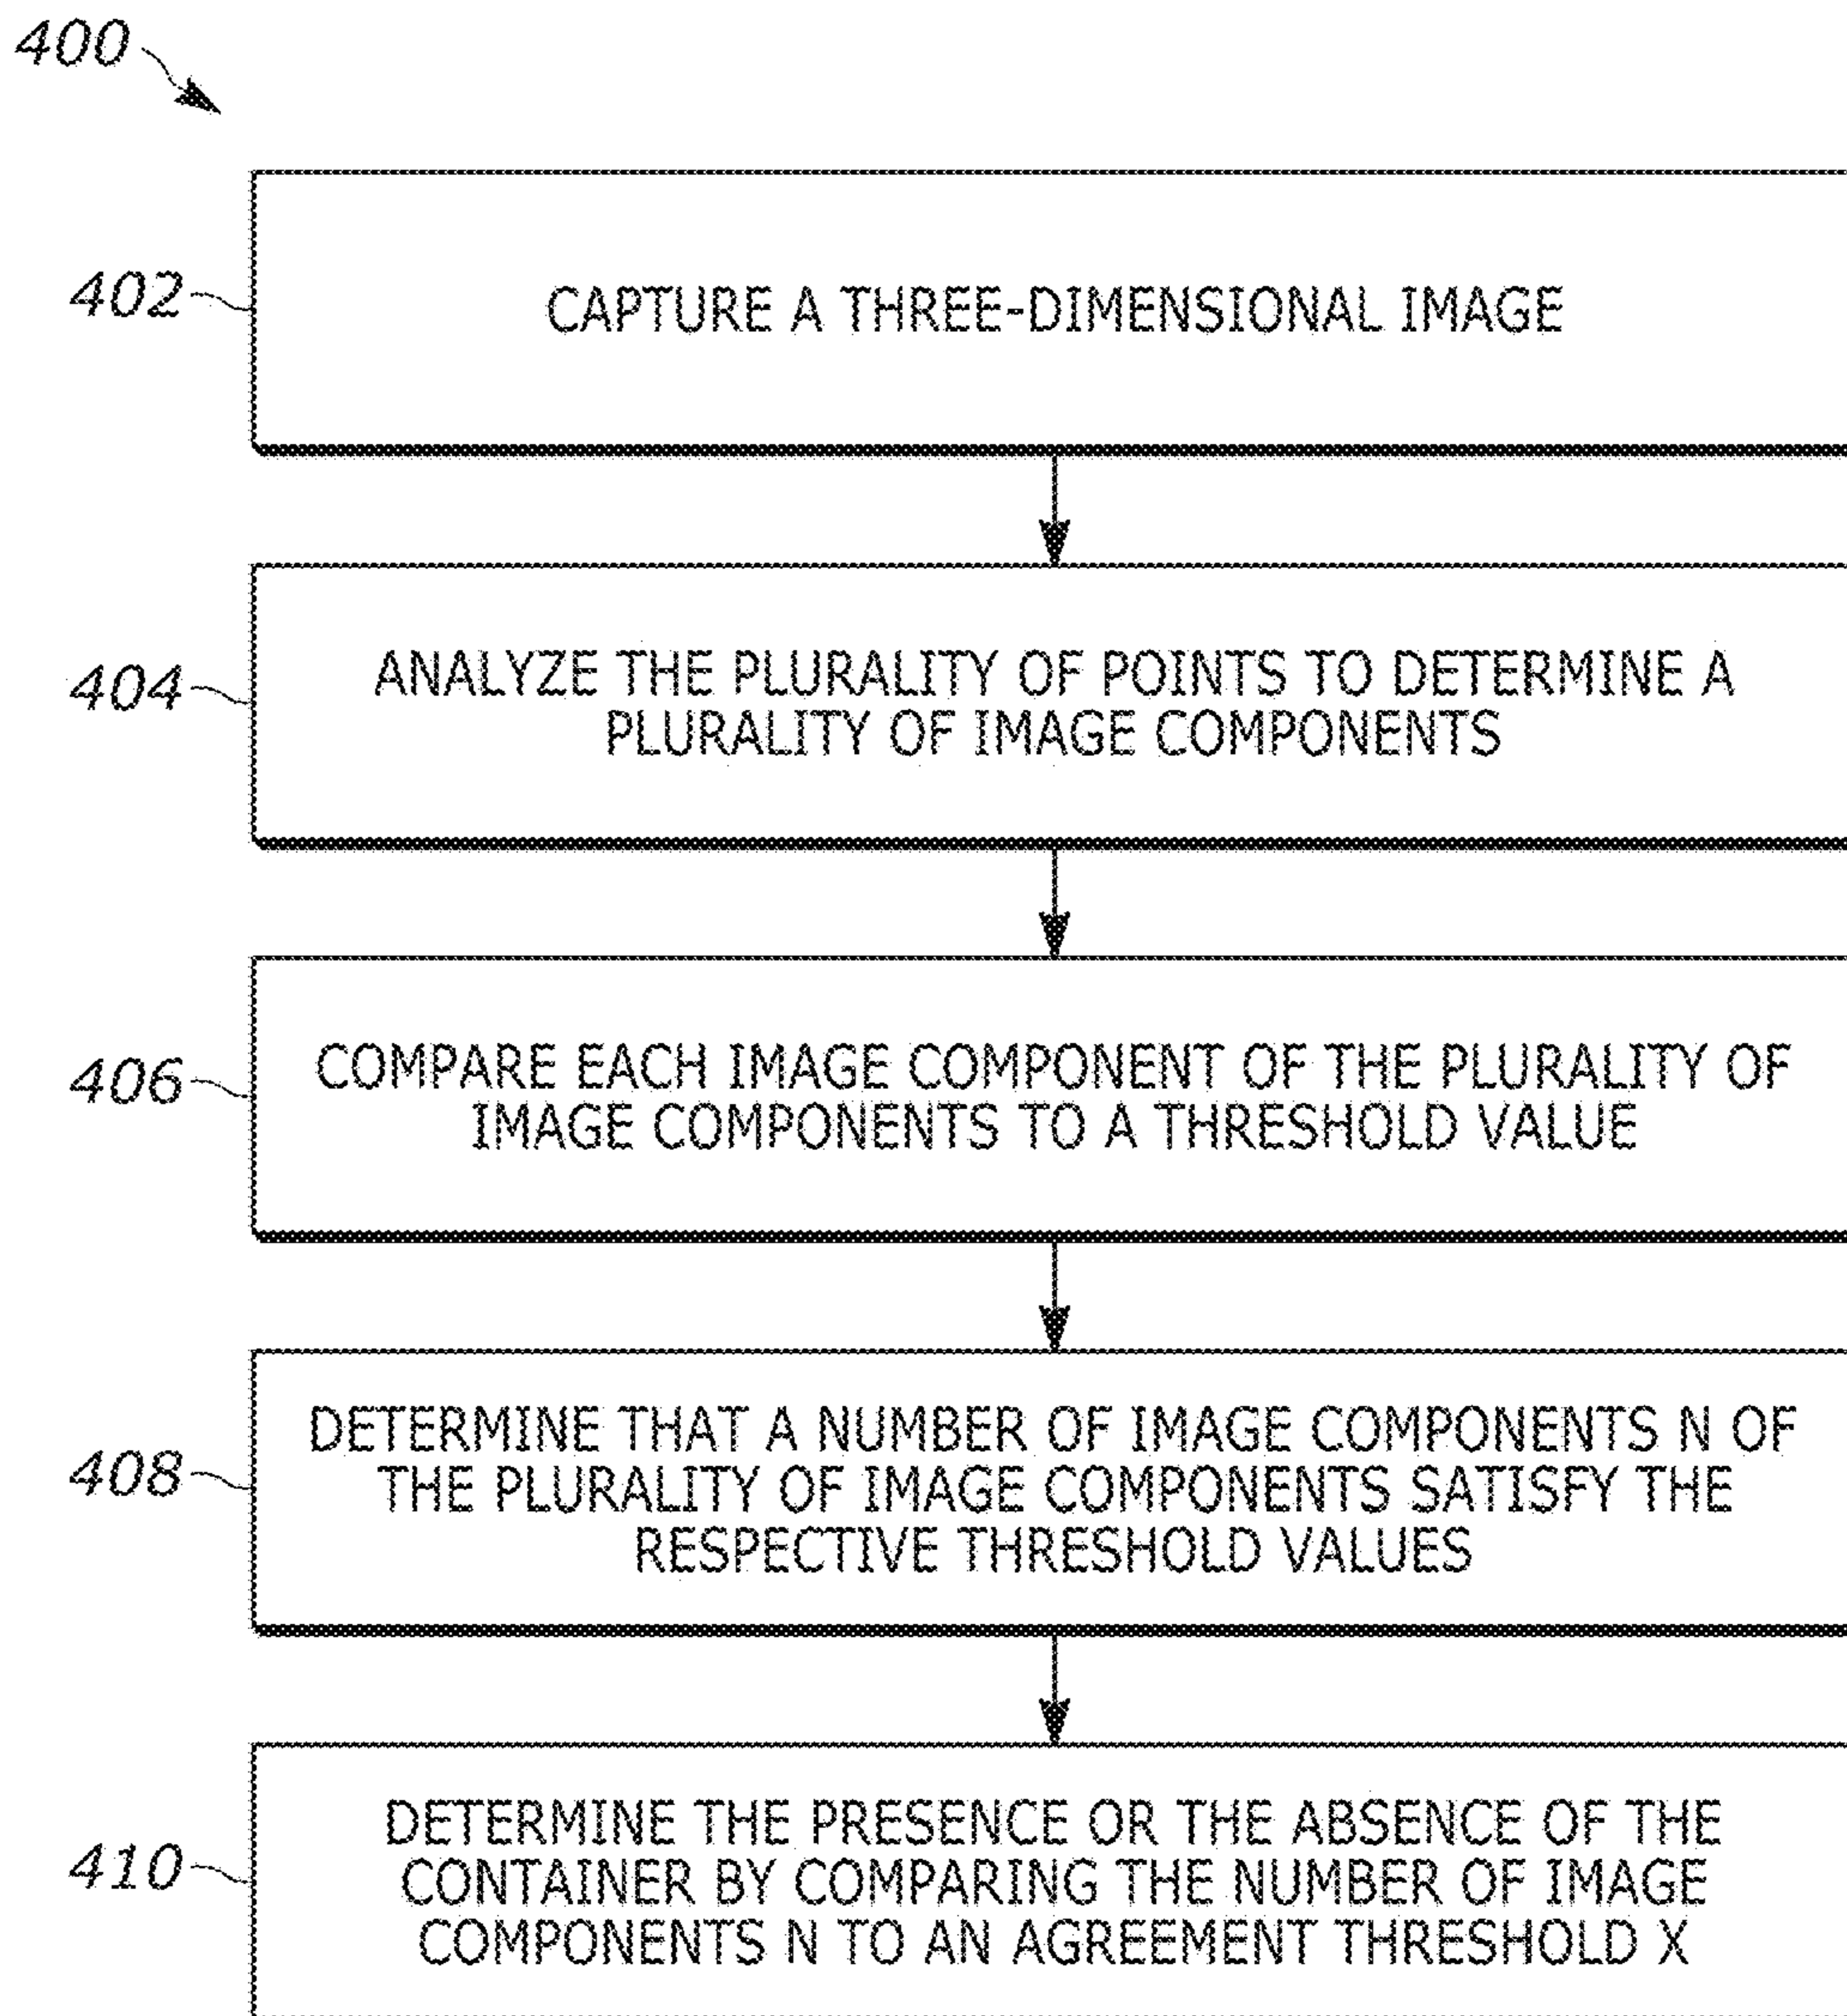 400
402
CAPTURE A THREE-DIMENSIONAL IMAGE
404
ANALYZE THE PLURALITY OF POINTS TO DETERMINE A
PLURALITY OF IMAGE COMPONENTS
406
COMPARE EACH IMAGE COMPONENT OF THE PLURALITY OF
IMAGE COMPONENTS TO A THRESHOLD VALUE
408
DETERMINE THAT A NUMBER OF IMAGE COMPONENTS N OF
THE PLURALITY OF IMAGE COMPONENTS SATISFY THE
RESPECTIVE THRESHOLD VALUES
410
DETERMINE THE PRESENCE OR THE ABSENCE OF THE
CONTAINER BY COMPARING THE NUMBER OF IMAGE
COMPONENTS N TO AN AGREEMENT THRESHOLD X